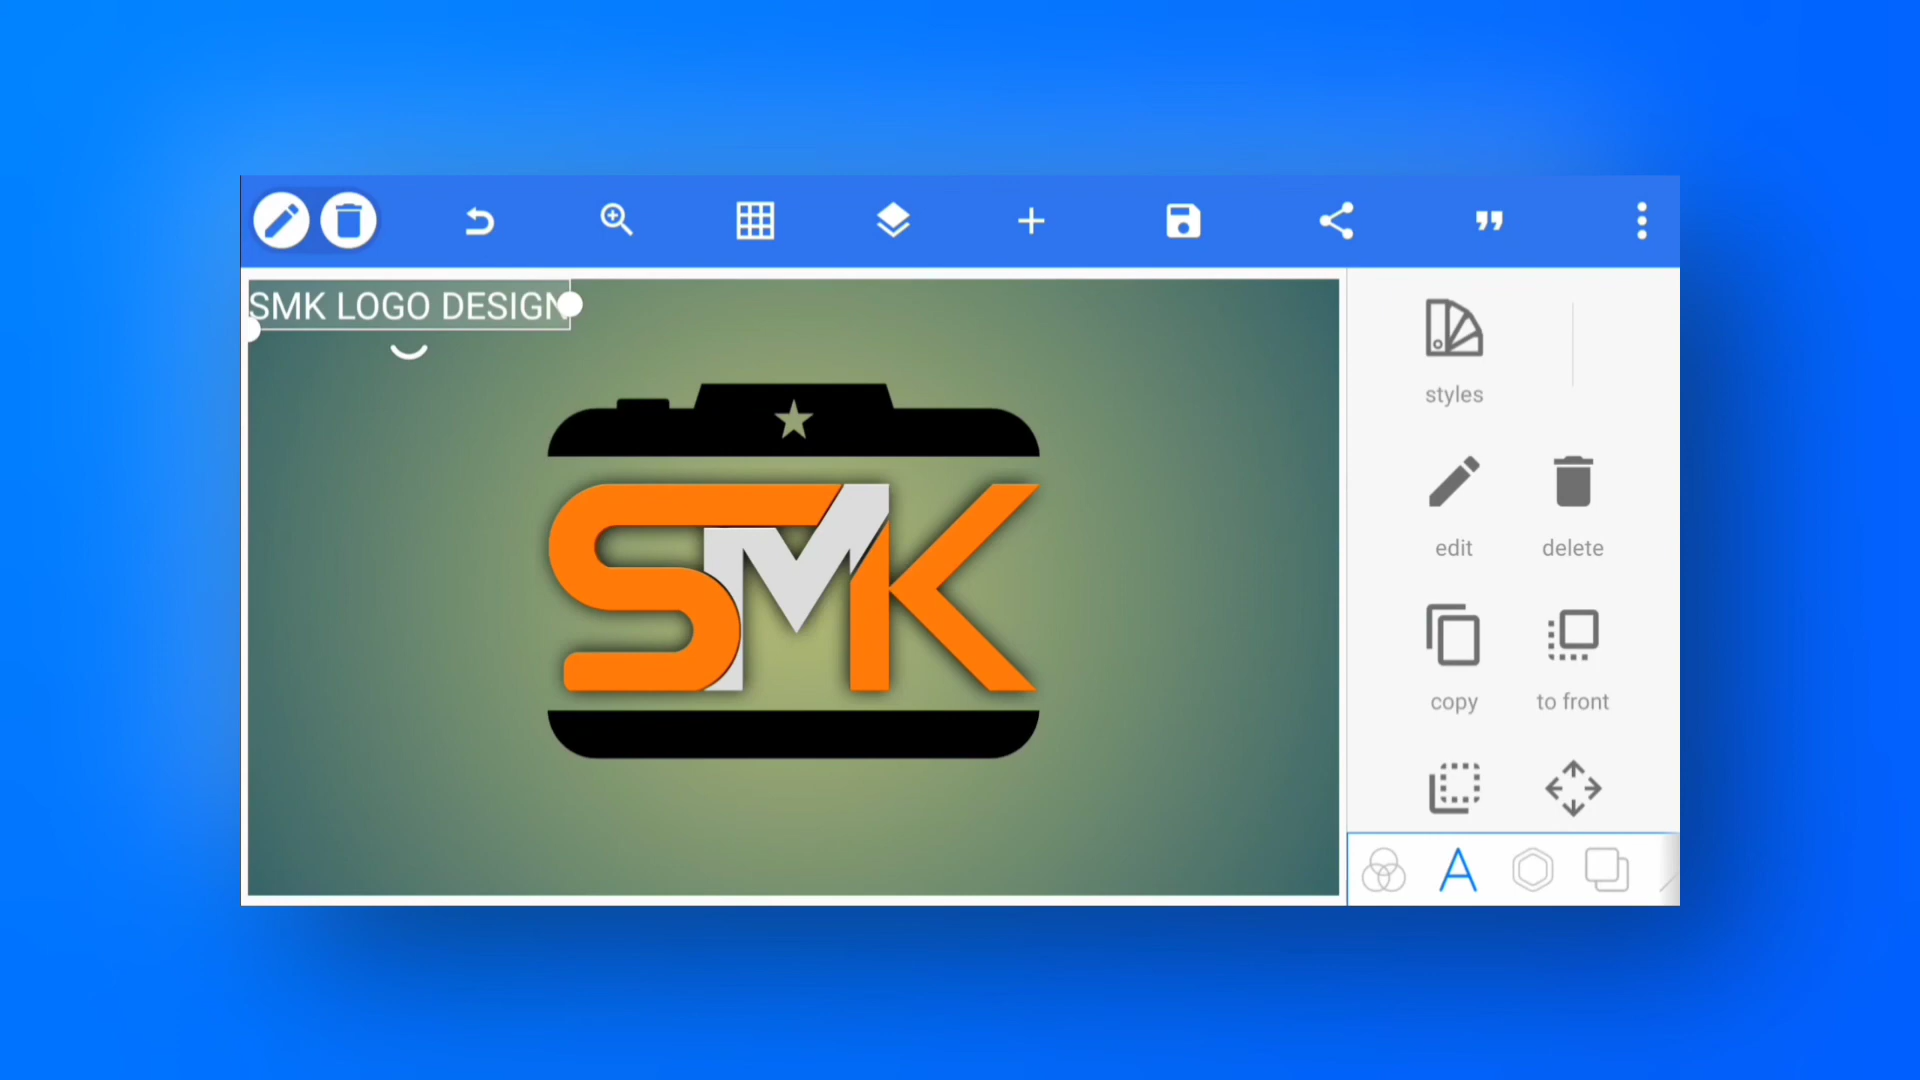 SMK LOGO DESIGN
SMK
styles
edit
delete
copy
to front